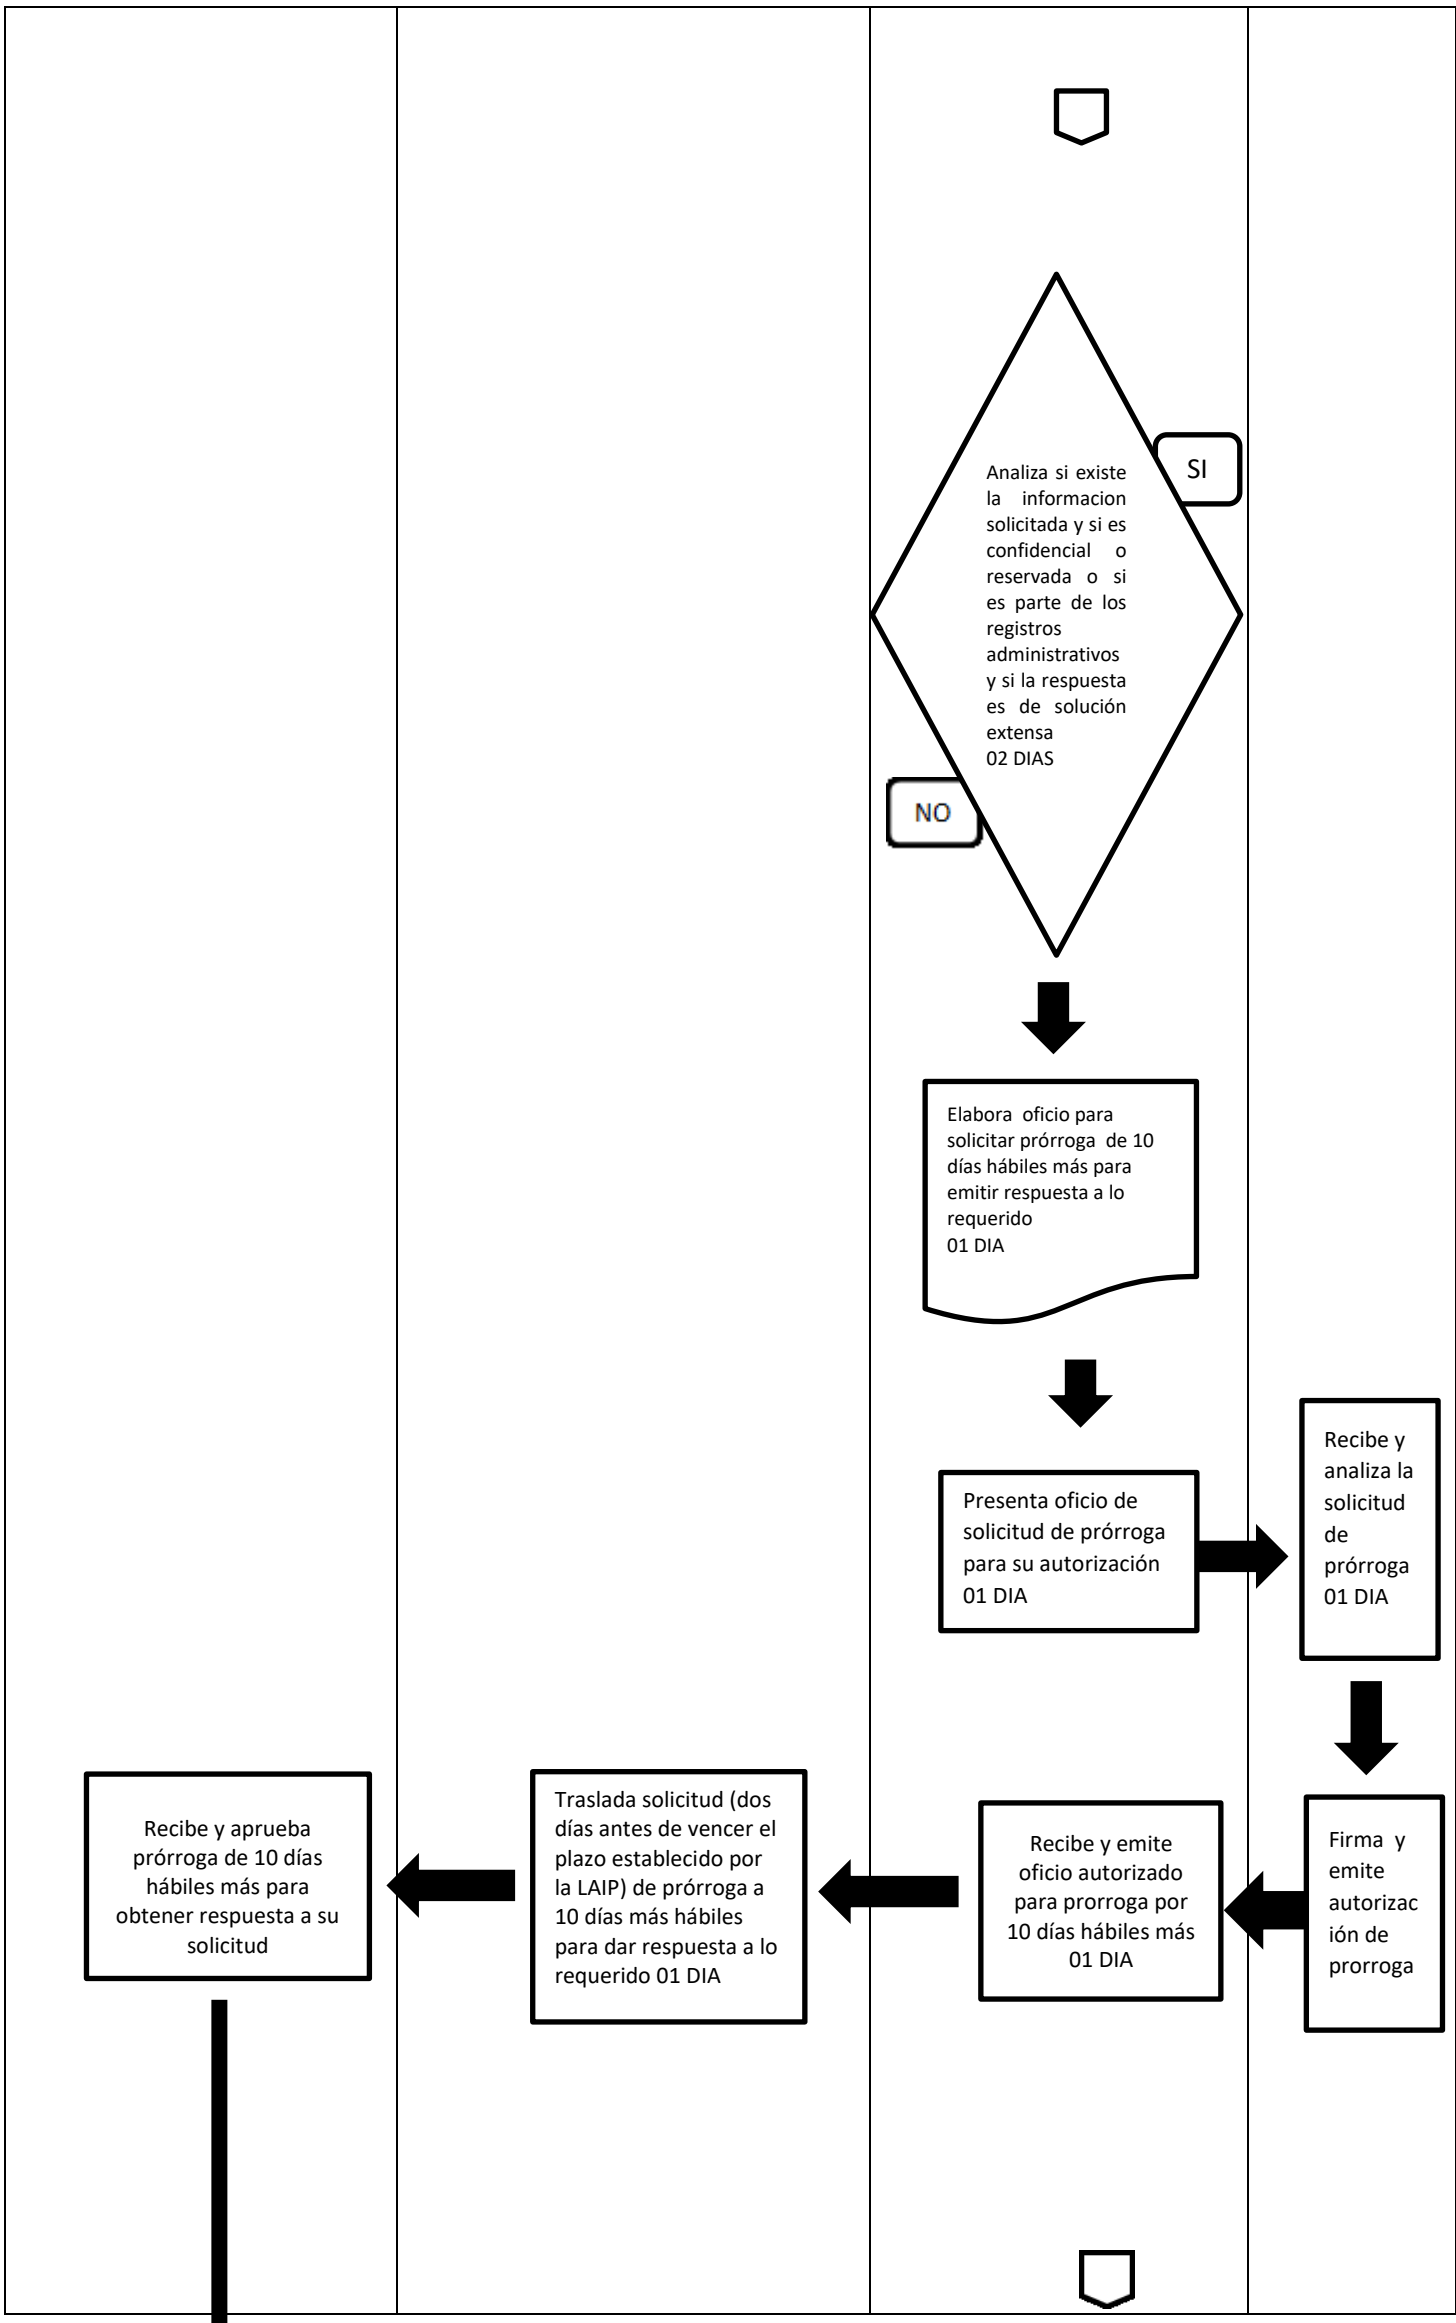 SI
Analiza si existe
la informacion
solicitada y si es
confidencial o
reservada o si
es parte de los
registros
administrativos
y si la respuesta
es de solución
extensa
02 DIAS
NO
Elabora oficio para
solicitar prórroga de 10
días hábiles más para
emitir respuesta a lo
requerido
01 DIA
Presenta oficio de
solicitud de prórroga
para su autorización
01 DIA
Recibe y
analiza la
solicitud
de
prórroga
01 DIA
Firma y
emite
autorizac
ión de
prorroga
Recibe y emite
oficio autorizado
para prorroga por
10 días hábiles más
01 DIA
Traslada solicitud (dos
días antes de vencer el
plazo establecido por
la LAIP) de prórroga a
10 días más hábiles
para dar respuesta a lo
requerido 01 DIA
Recibe y aprueba
prórroga de 10 días
hábiles más para
obtener respuesta a su
solicitud